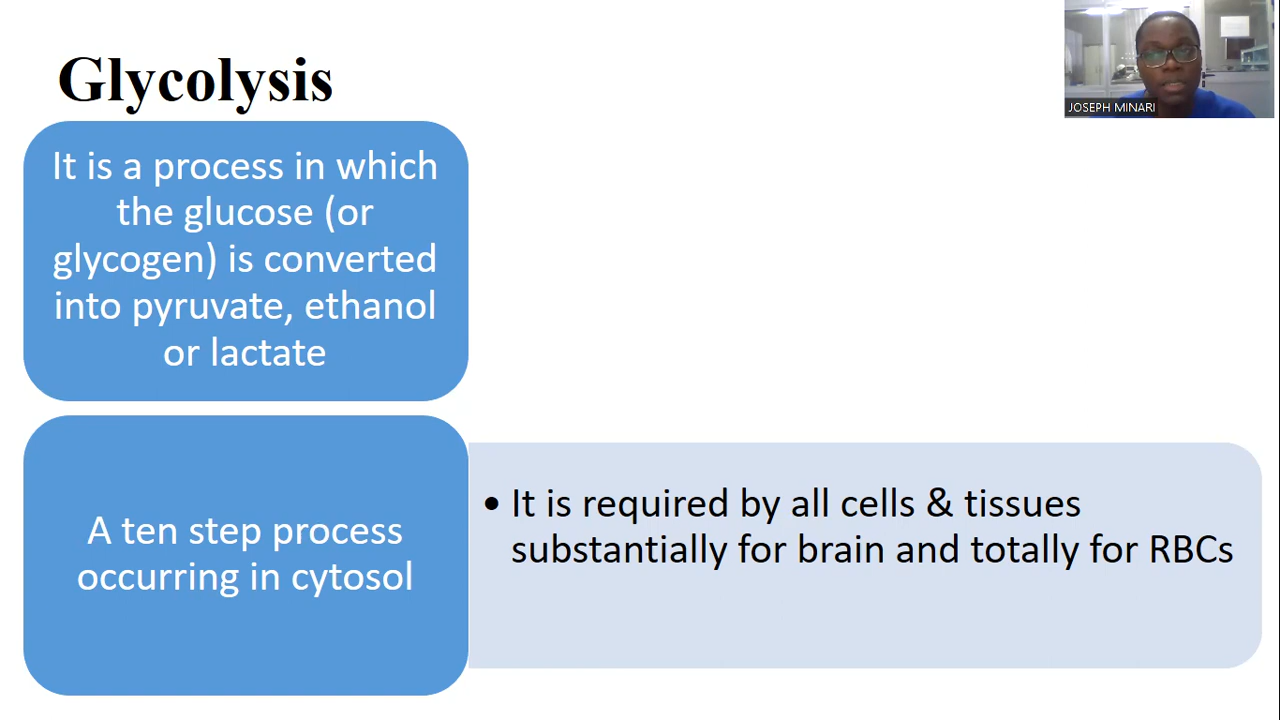 Glycolysis
JOSEPH MINARI
It is a process in which
the glucose (or
glycogen) is converted
into pyruvate, ethanol
or lactate
A ten step process
occurring in cytosol
• It is required by all cells & tissues
substantially for brain and totally for RBCs